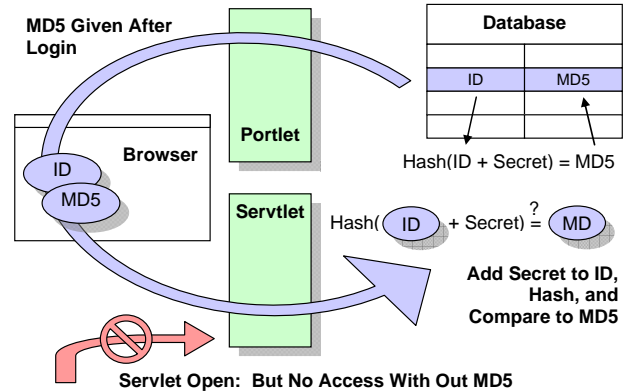 MD5 Given After
Login
Database
ID
MD5
Portlet
Browser
Hash(ID + Secret) = MD5
ID
MD5
Servtlet
Hash( ID + Secret) ?= MD
Add Secret to ID,
Hash, and
Compare to MD5
Servlet Open: But No Access With Out MD5